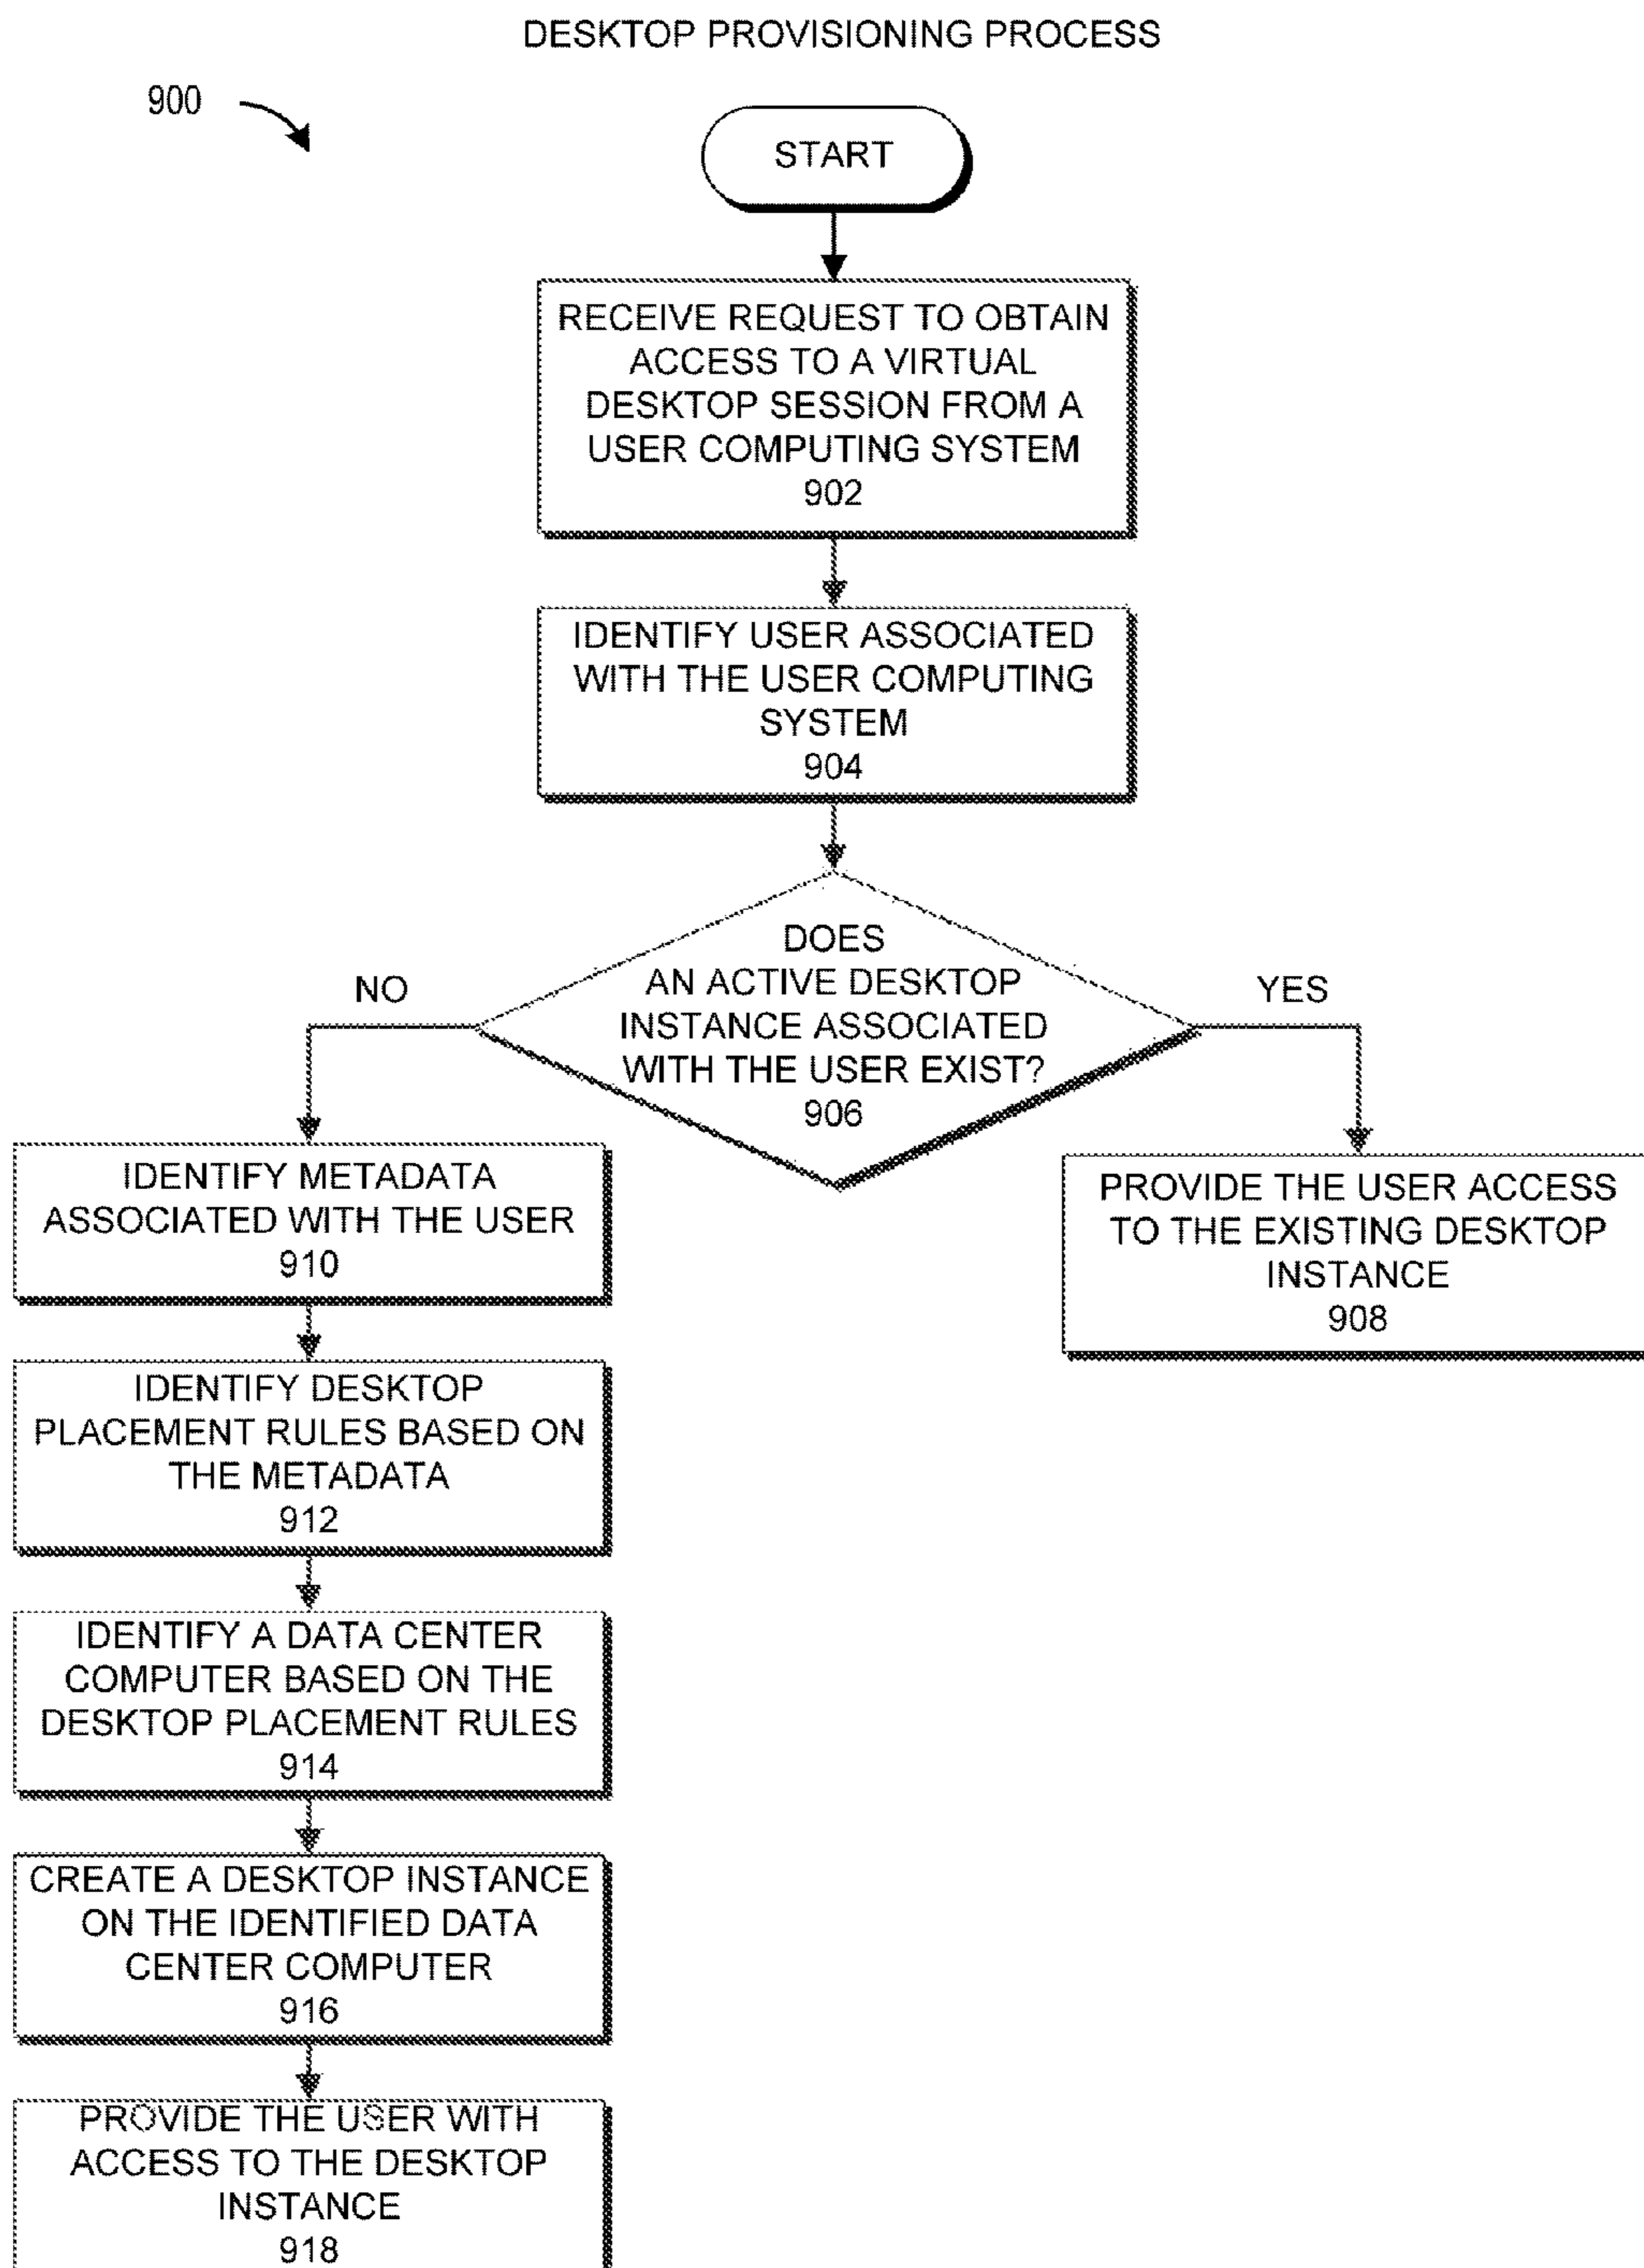 DESKTOP PROVISIONING PROCESS
900
START
RECEIVE REQUEST TO OBTAIN
ACCESS TO A VIRTUAL
DESKTOP SESSION FROM A
USER COMPUTING SYSTEM
902
IDENTIFY USER ASSOCIATED
WITH THE USER COMPUTING
SYSTEM
904
DOES
AN ACTIVE DESKTOP
INSTANCE ASSOCIATED
WITH THE USER EXIST?
906
NO
YES
IDENTIFY METADATA
ASSOCIATED WITH THE USER
910
PROVIDE THE USER ACCESS
TO THE EXISTING DESKTOP
INSTANCE
908
IDENTIFY DESKTOP
PLACEMENT RULES BASED ON
THE METADATA
912
IDENTIFY A DATA CENTER
COMPUTER BASED ON THE
DESKTOP PLACEMENT RULES
914
CREATE A DESKTOP INSTANCE
ON THE IDENTIFIED DATA
CENTER COMPUTER
916
PROVIDE THE USER WITH
ACCESS TO THE DESKTOP
INSTANCE
918